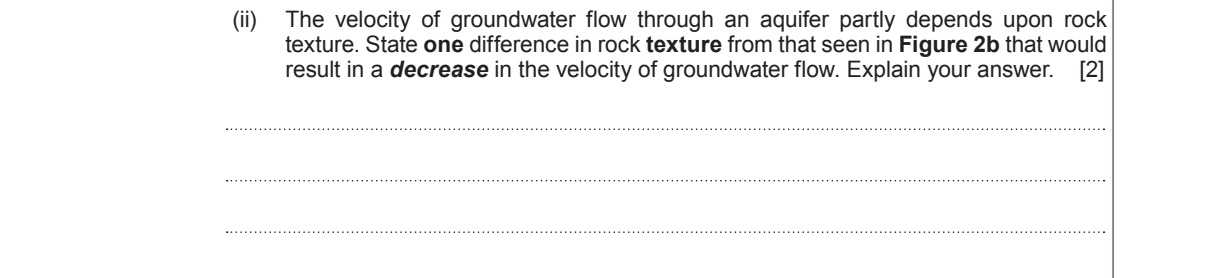 (ii) The velocity of groundwater flow through an aquifer partly depends upon rock
texture. State one difference in rock texture from that seen in Figure 2b that would
result in a decrease in the velocity of groundwater flow. Explain your answer. [2]